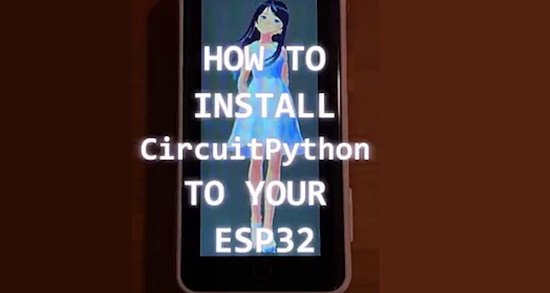 HOW TO
INSTALL
CircuitPython
TO YOUR
ESP32